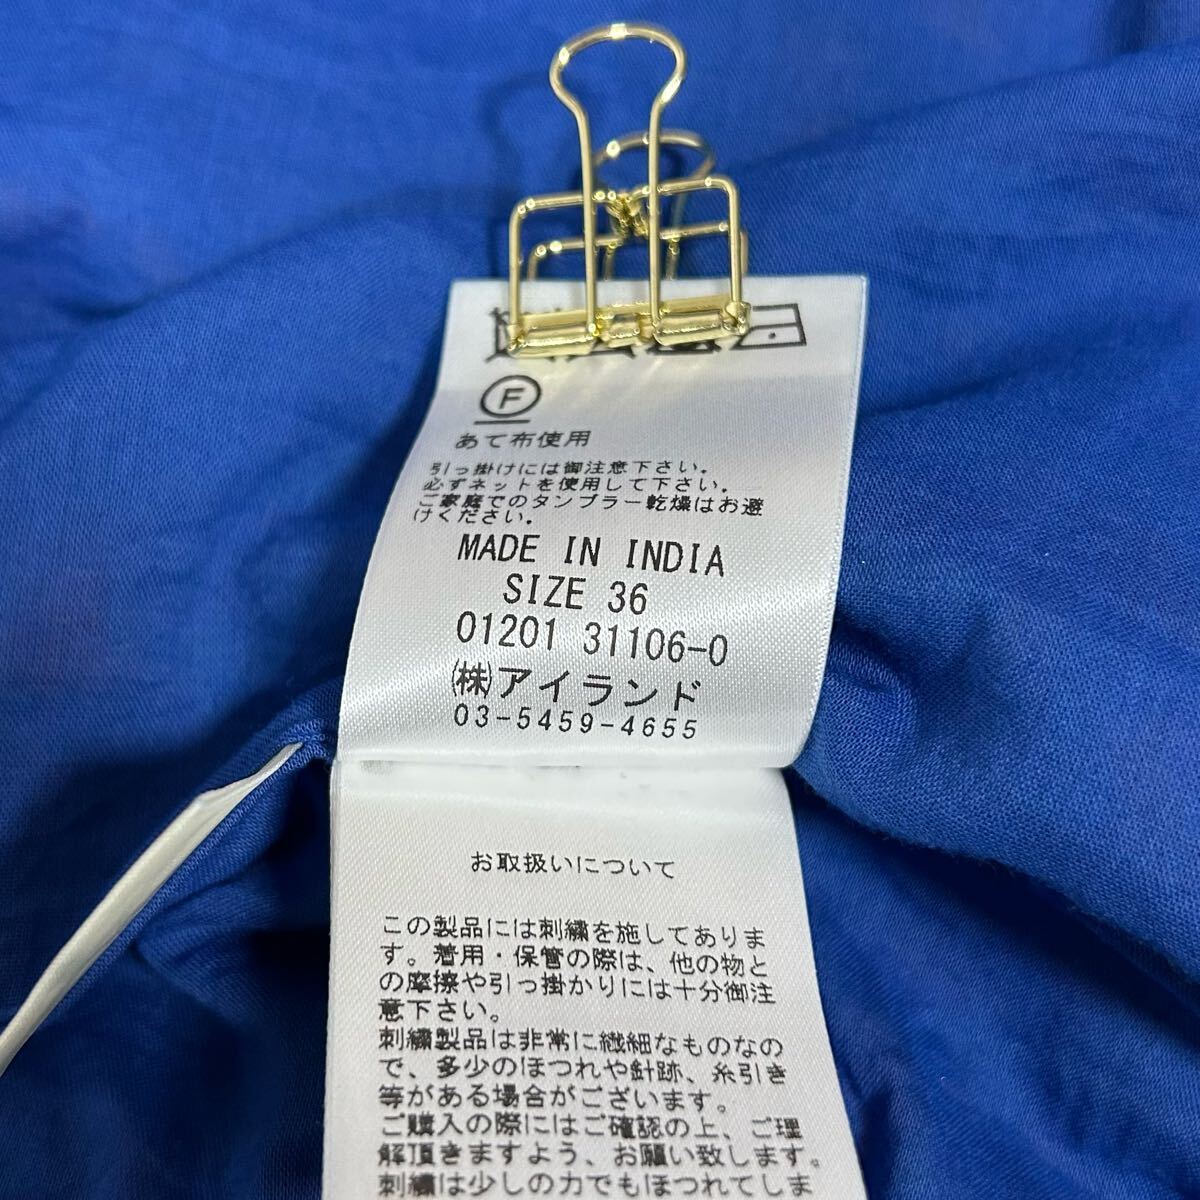 F
あて布使用
引っ掛けには御注意下さい。
必ずネットを使用して下さい。
ご家庭でのタンブラー乾燥はお避
けください。
MADE IN INDIA
SIZE 36
01201 31106-0
㈱アイランド
03-5459-4655
お取扱いについて
この製品には刺繍を施してありま
す。着用・保管の際は、他の物と
の摩擦や引っ掛かりには十分御注
意下さい。
刺繍製品は非常に繊細なものなの
で、多少のほつれや針跡、糸引き
等がある場合がございます。
ご購入の際にはご確認の上、ご理
解頂きますよう、お願い致します。
刺繍は少しの力でもほつれてしま